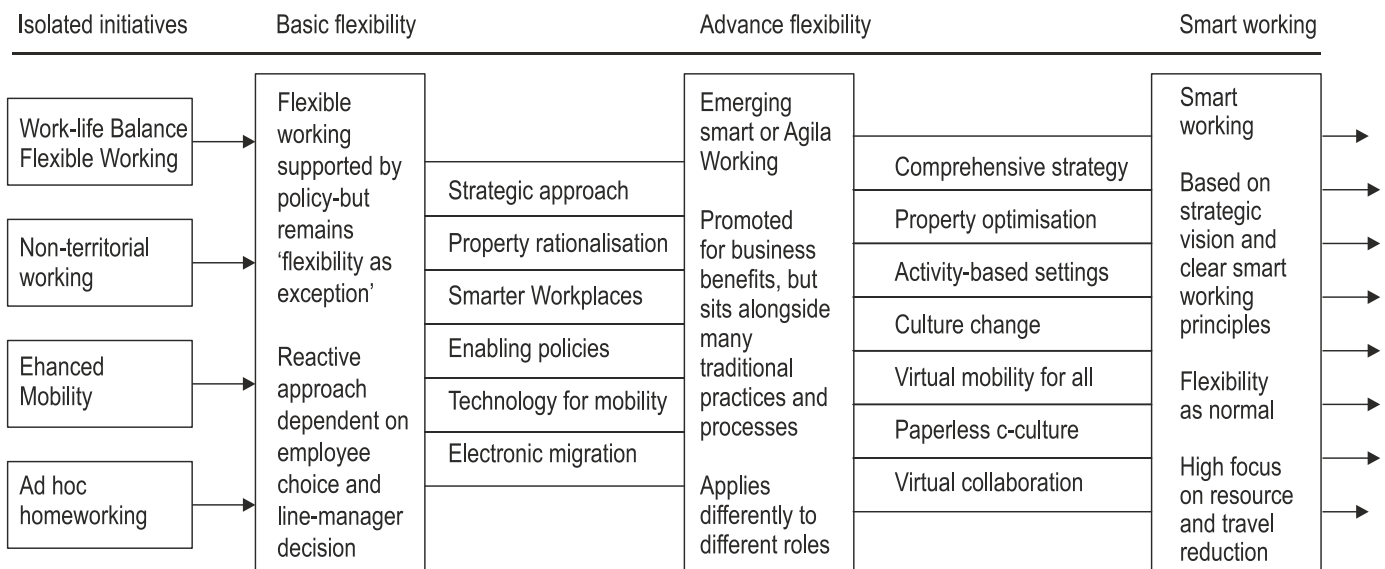 Isolated initiatives
Basic flexibility
Advance flexibility
Smart working
Work-life Balance
Flexible Working
Non-territorial
working
Ehanced
Mobility
Ad hoc
homeworking
Flexible
working
supported by
policy-but
remains
‘flexibility as
exception’
Reactive
approach
dependent on
employee
choice and
line-manager
decision
Strategic approach
Property rationalisation
Smarter Workplaces
Enabling policies
Technology for mobility
Electronic migration
Emerging
smart or Agila
Working
Promoted
for business
benefits, but
sits alongside
many
traditional
practices and
processes
Applies
differently to
different roles
Comprehensive strategy
Property optimisation
Activity-based settings
Culture change
Virtual mobility for all
Paperless c-culture
Virtual collaboration
Smart
working
Based on
strategic
vision and
clear smart
working
principles
Flexibility
as normal
High focus
on resource
and travel
reduction